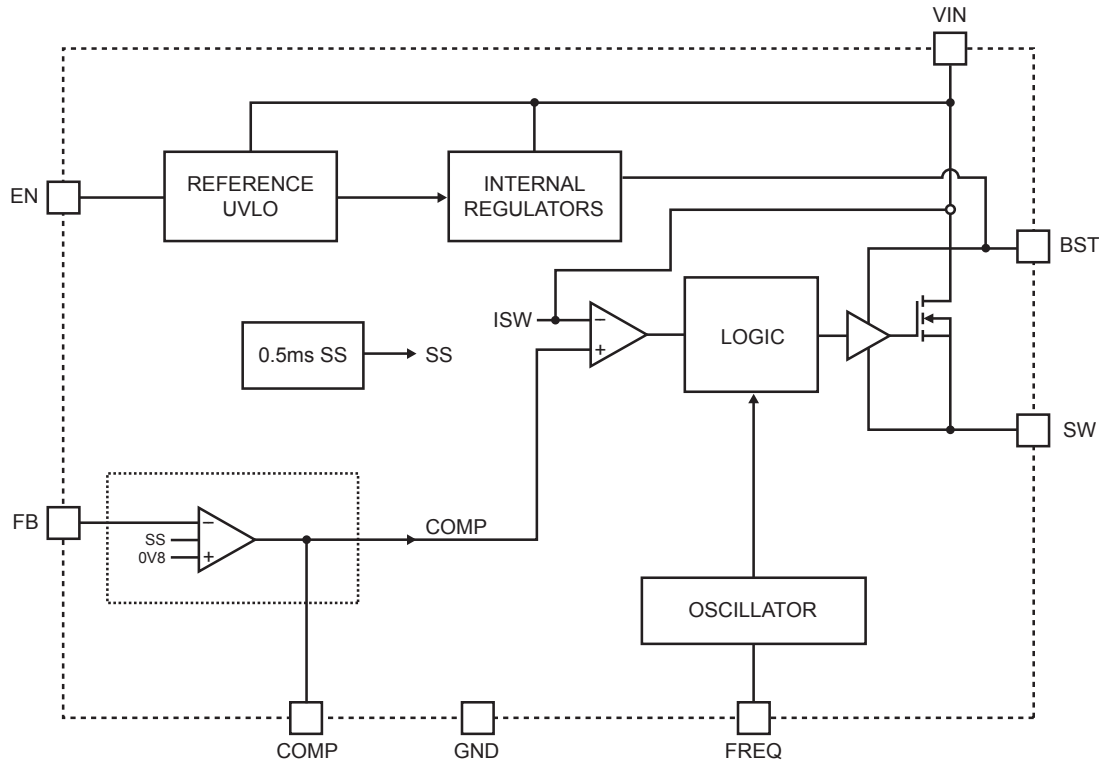 VIN
EN
REFERENCE
UVLO
INTERNAL
REGULATORS
BST
ISW
−
+
LOGIC
0.5ms SS
SS
SW
FB
−
SS
0V8
+
COMP
OSCILLATOR
COMP
GND
FREQ